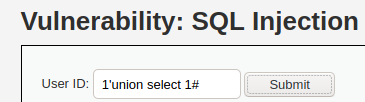 Vulnerability: SQL Injection
User ID: 1'union select 1# Submit